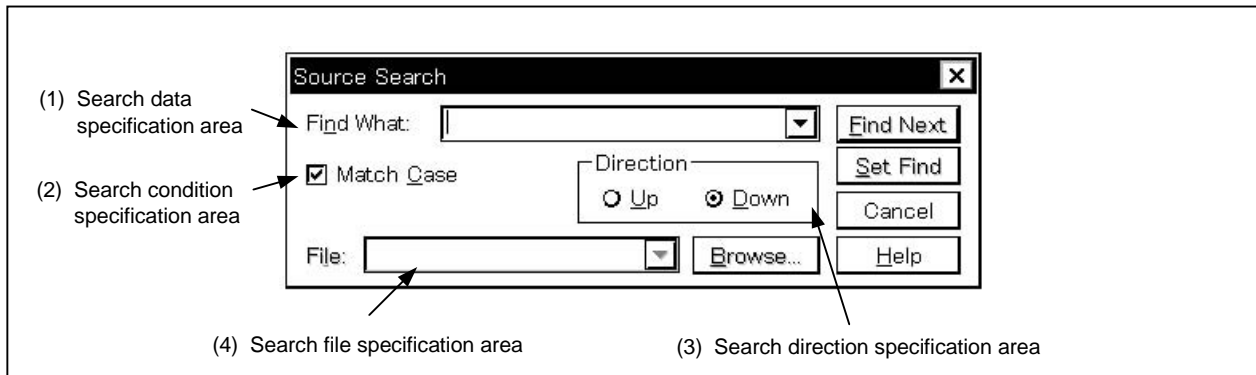 Source Search
(1) Search data
specification area
Find What:
Find Next
(2) Search condition
specification area
Match Case
Direction
Up Down
Set Find
Cancel
File:
Browse...
Help
(4) Search file specification area
(3) Search direction specification area